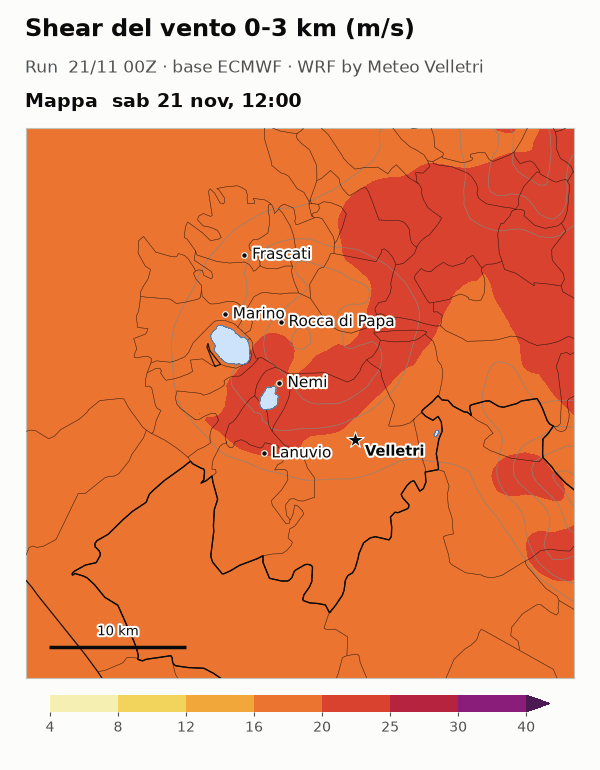 Shear del vento 0-3 km (m/s)
Run 21/11 00Z · base ECMWF · WRF by Meteo Velletri
Mappa sab 21 nov, 12:00
Frascati
Marino
Rocca di Papa
Nemi
Velletri
Lanuvio
10 km
4 8 12 16 20 25 30 40